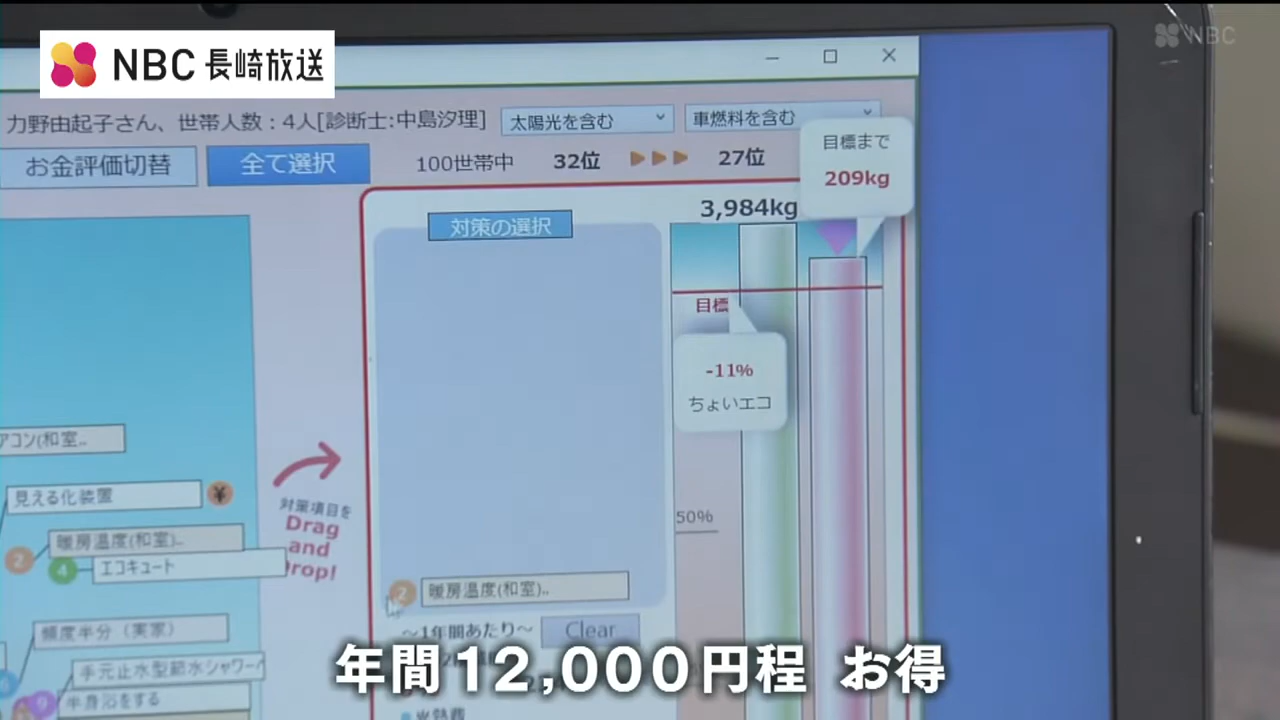 NBC 長崎放送
NBC
力野由起子さん、世帯人数：4人[診断士:中島汐理]
太陽光を含む
車燃料を含む
お金評価切替
全て選択
100世帯中
32位
27位
目標まで
209kg
対策の選択
3,984kg
目標
-11%
ちょいエコ
アコン(和室..
見える化装置
¥
対策項目を
Drag
and
Drop!
50%
2
暖房温度(和室)..
4
エコキュート
2
暖房温度(和室)..
頻度半分（実家）
～1年間あたり～
Clear
手元止水型節水シャワーヘ
半身浴をする
年間12,000円程 お得
光熱費